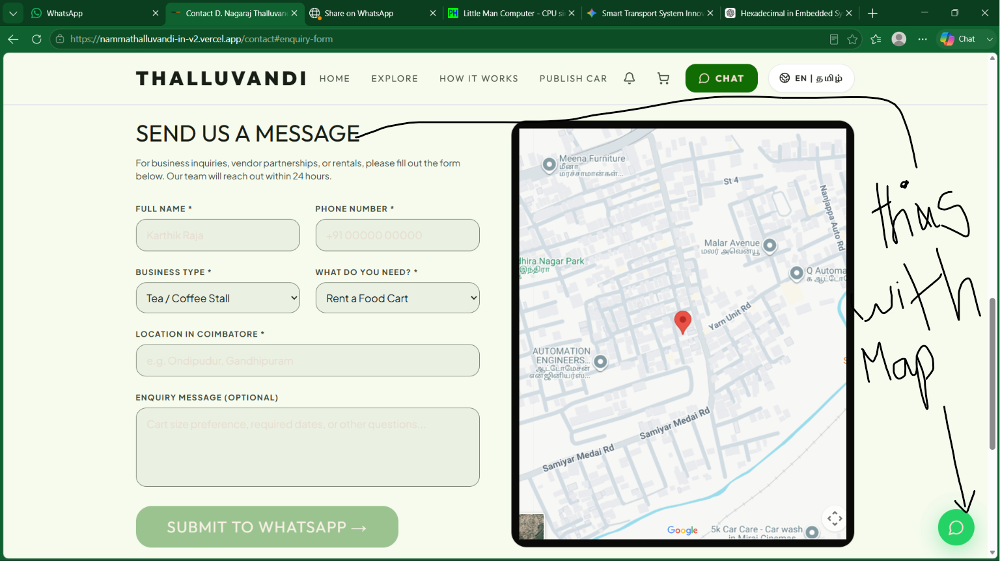 WhatsApp
Contact D. Nagaraj Thalluvan
Share on WhatsApp
PH Little Man Computer - CPU si
Smart Transport System Innov
Hexadecimal in Embedded Sy
https://nammathalluvandi-in-v2.vercel.app/contact#enquiry-form
Chat
THALLUVANDI
HOME
EXPLORE
HOW IT WORKS
PUBLISH CAR
CHAT
EN | தமிழ்
SEND US A MESSAGE
For business inquiries, vendor partnerships, or rentals, please fill out the form
below. Our team will reach out within 24 hours.
FULL NAME *
PHONE NUMBER *
Karthik Raja
+91 00000 00000
BUSINESS TYPE *
WHAT DO YOU NEED? *
Tea / Coffee Stall
Rent a Food Cart
LOCATION IN COIMBATORE *
e.g. Ondipudur, Gandhipuram
ENQUIRY MESSAGE (OPTIONAL)
Cart size preference, required dates, or other questions...
SUBMIT TO WHATSAPP →
Meena Furniture
மீனா
மரச்சாமான்கள்...
St 4
Nanjappa Auto Rd
Malar Avenue
மலர் அவென்யூ
dhira Nagar Park
இந்திரா
Q Automa
க ஆட்டோ
Yarn Unit Rd
AUTOMATION
ENGINEERS...
ஆட்டோமேசன்
என்ஜினியர்ஸ்...
Samiyar Medai Rd
Samiyar Medai Rd
Google
5k Car Care - Car wash
in Miraj Cinemas
this
with
Map